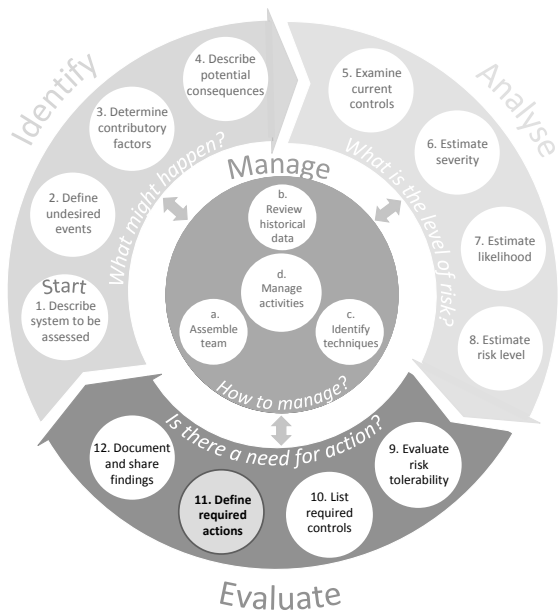 Identify
What might happen?
Start
1. Describe
system to be
assessed
2. Define
undesired
events
3. Determine
contributory
factors
4. Describe
potential
consequences
Analyse
What is the level of risk?
5. Examine
current
controls
6. Estimate
severity
7. Estimate
likelihood
8. Estimate
risk level
Manage
b.
Review
historical
data
d.
Manage
activities
a.
Assemble
team
c.
Identify
techniques
How to manage?
Is there a need for action?
9. Evaluate
risk
tolerability
10. List
required
controls
11. Define
required
actions
12. Document
and share
findings
Evaluate